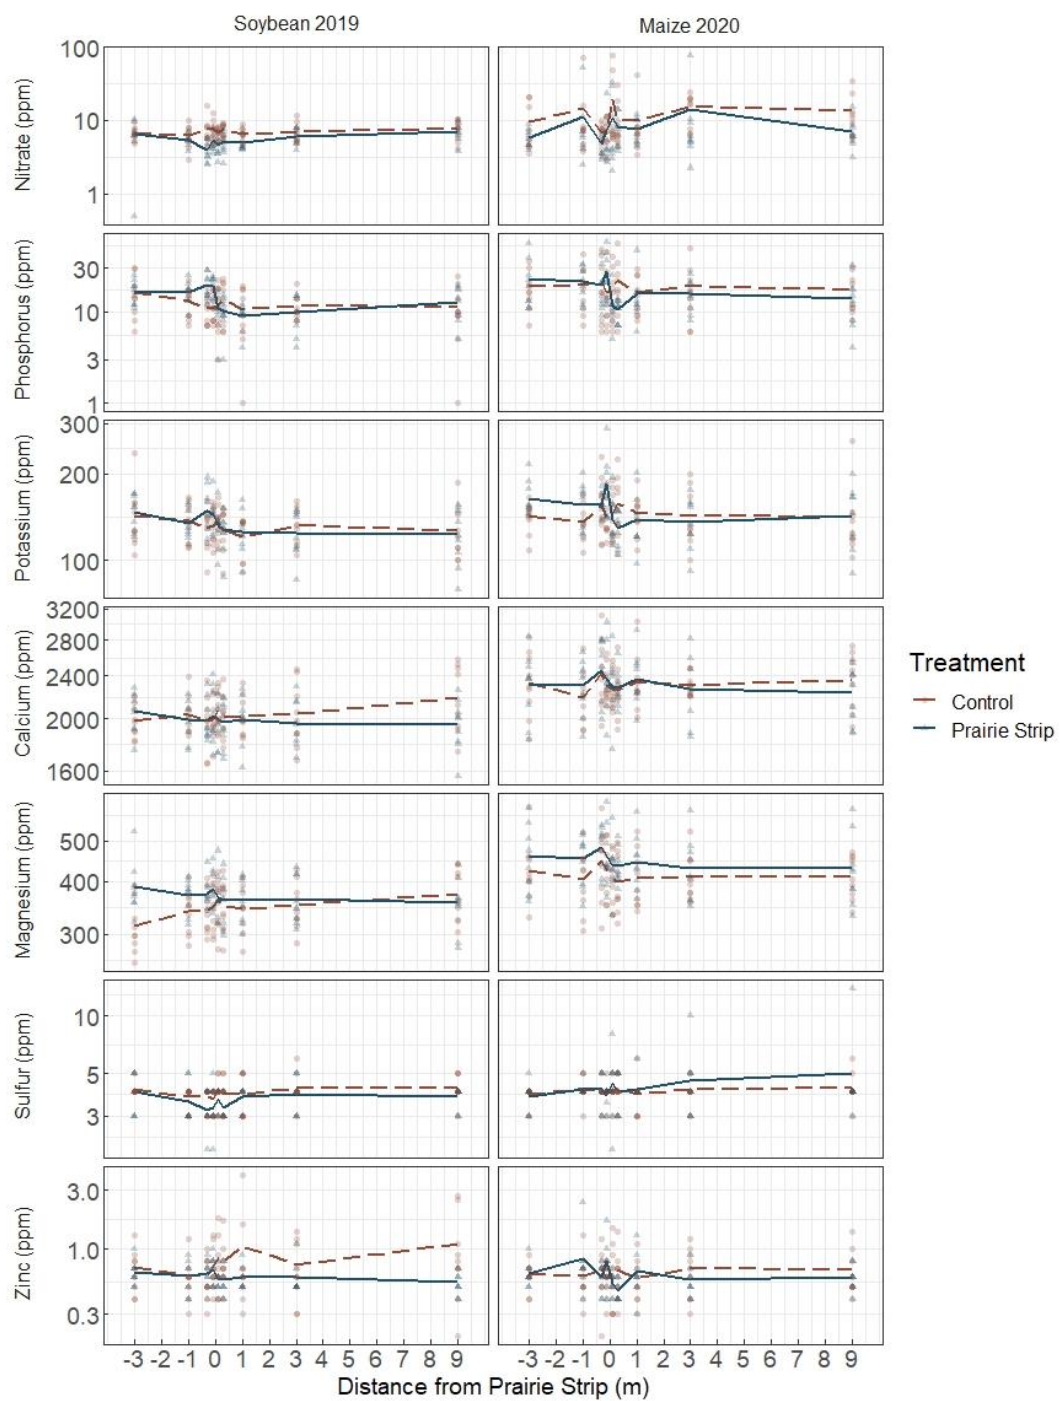 Soybean 2019
Maize 2020
Nitrate (ppm)
100
10
1
Phosphorus (ppm)
30
10
3
1
Potassium (ppm)
300
200
100
Calcium (ppm)
3200
2800
2400
2000
1600
Magnesium (ppm)
500
400
300
Sulfur (ppm)
10
5
3
Zinc (ppm)
3.0
1.0
0.3
-3 -2 -1 0 1 2 3 4 5 6 7 8 9
-3 -2 -1 0 1 2 3 4 5 6 7 8 9
Distance from Prairie Strip (m)
Treatment
Control
Prairie Strip